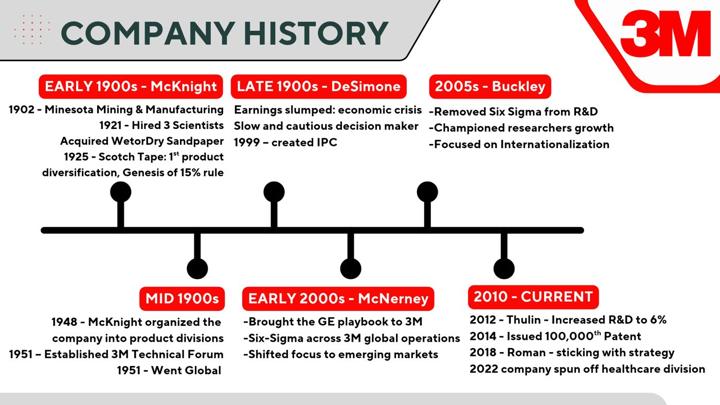 COMPANY HISTORY
3M
EARLY 1900s - McKnight
1902 - Minesota Mining & Manufacturing
1921 - Hired 3 Scientists
Acquired WetorDry Sandpaper
1925 - Scotch Tape: 1st product
diversification, Genesis of 15% rule
LATE 1900s - DeSimone
Earnings slumped: economic crisis
Slow and cautious decision maker
1999 – created IPC
2005s - Buckley
-Removed Six Sigma from R&D
-Championed researchers growth
-Focused on Internationalization
MID 1900s
1948 - McKnight organized the
company into product divisions
1951 – Established 3M Technical Forum
1951 - Went Global
EARLY 2000s - McNerney
-Brought the GE playbook to 3M
-Six-Sigma across 3M global operations
-Shifted focus to emerging markets
2010 - CURRENT
2012 - Thulin - Increased R&D to 6%
2014 - Issued 100,000th Patent
2018 - Roman - sticking with strategy
2022 company spun off healthcare division